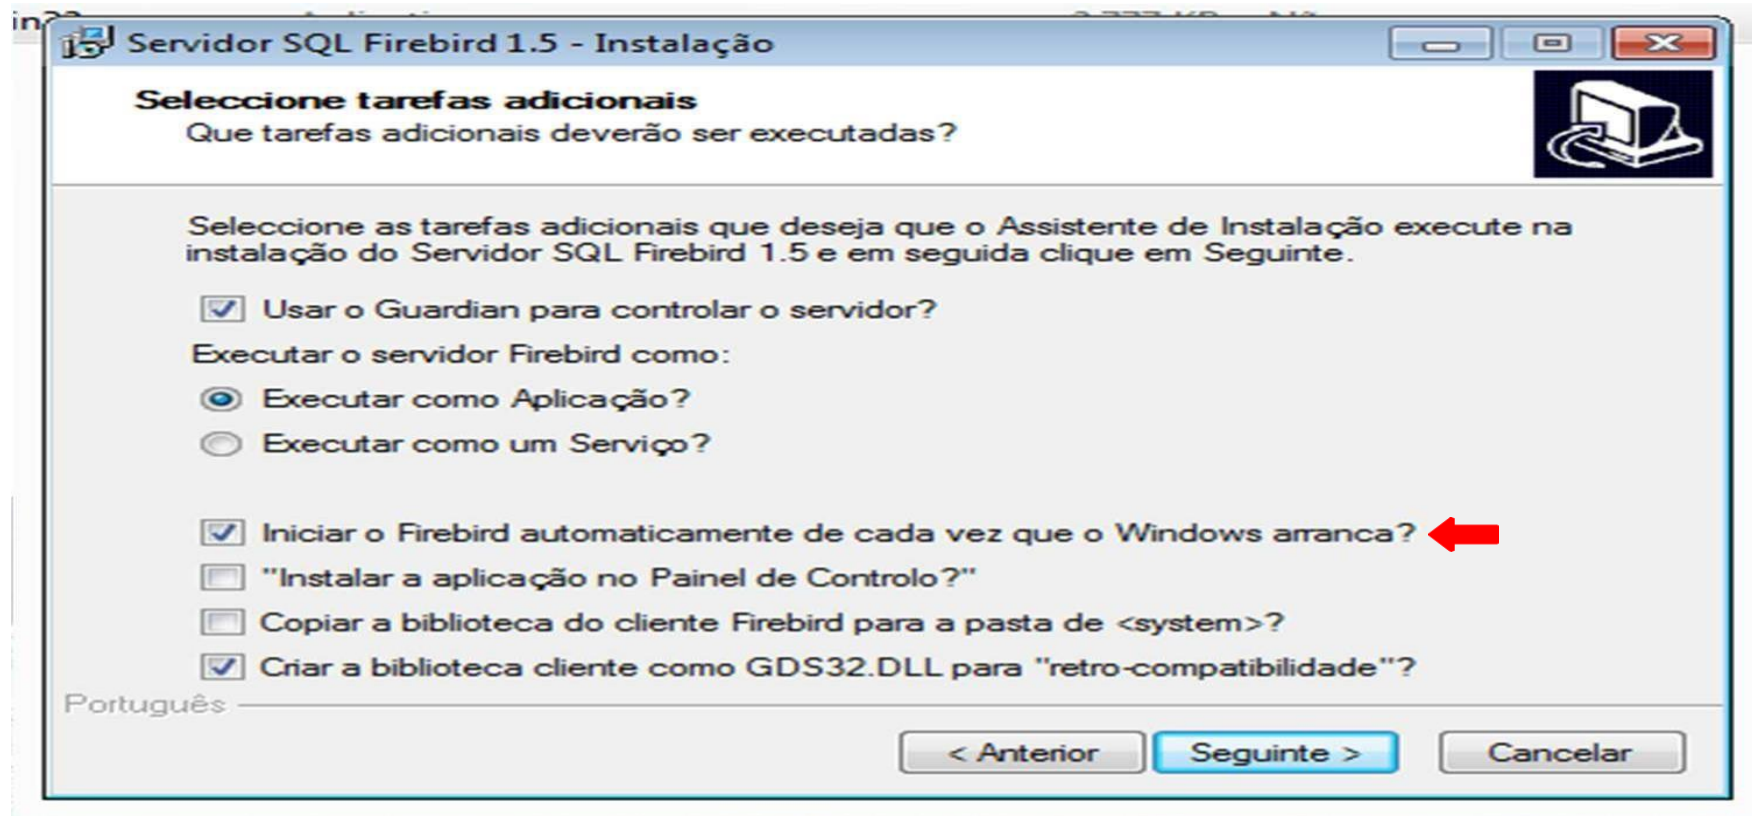 Servidor SQL Firebird 1.5 - Instalação
Seleccione tarefas adicionais
Que tarefas adicionais deverão ser executadas?
Seleccione as tarefas adicionais que deseja que o Assistente de Instalação execute na
instalação do Servidor SQL Firebird 1.5 e em seguida clique em Seguinte.
Usar o Guardian para controlar o servidor?
Executar o servidor Firebird como:
Executar como Aplicação?
Executar como um Serviço?
Iniciar o Firebird automaticamente de cada vez que o Windows arranca?
"Instalar a aplicação no Painel de Controlo?"
Copiar a biblioteca do cliente Firebird para a pasta de <system>?
Criar a biblioteca cliente como GDS32.DLL para "retro-compatibilidade"?
Português
< Anterior
Seguinte >
Cancelar